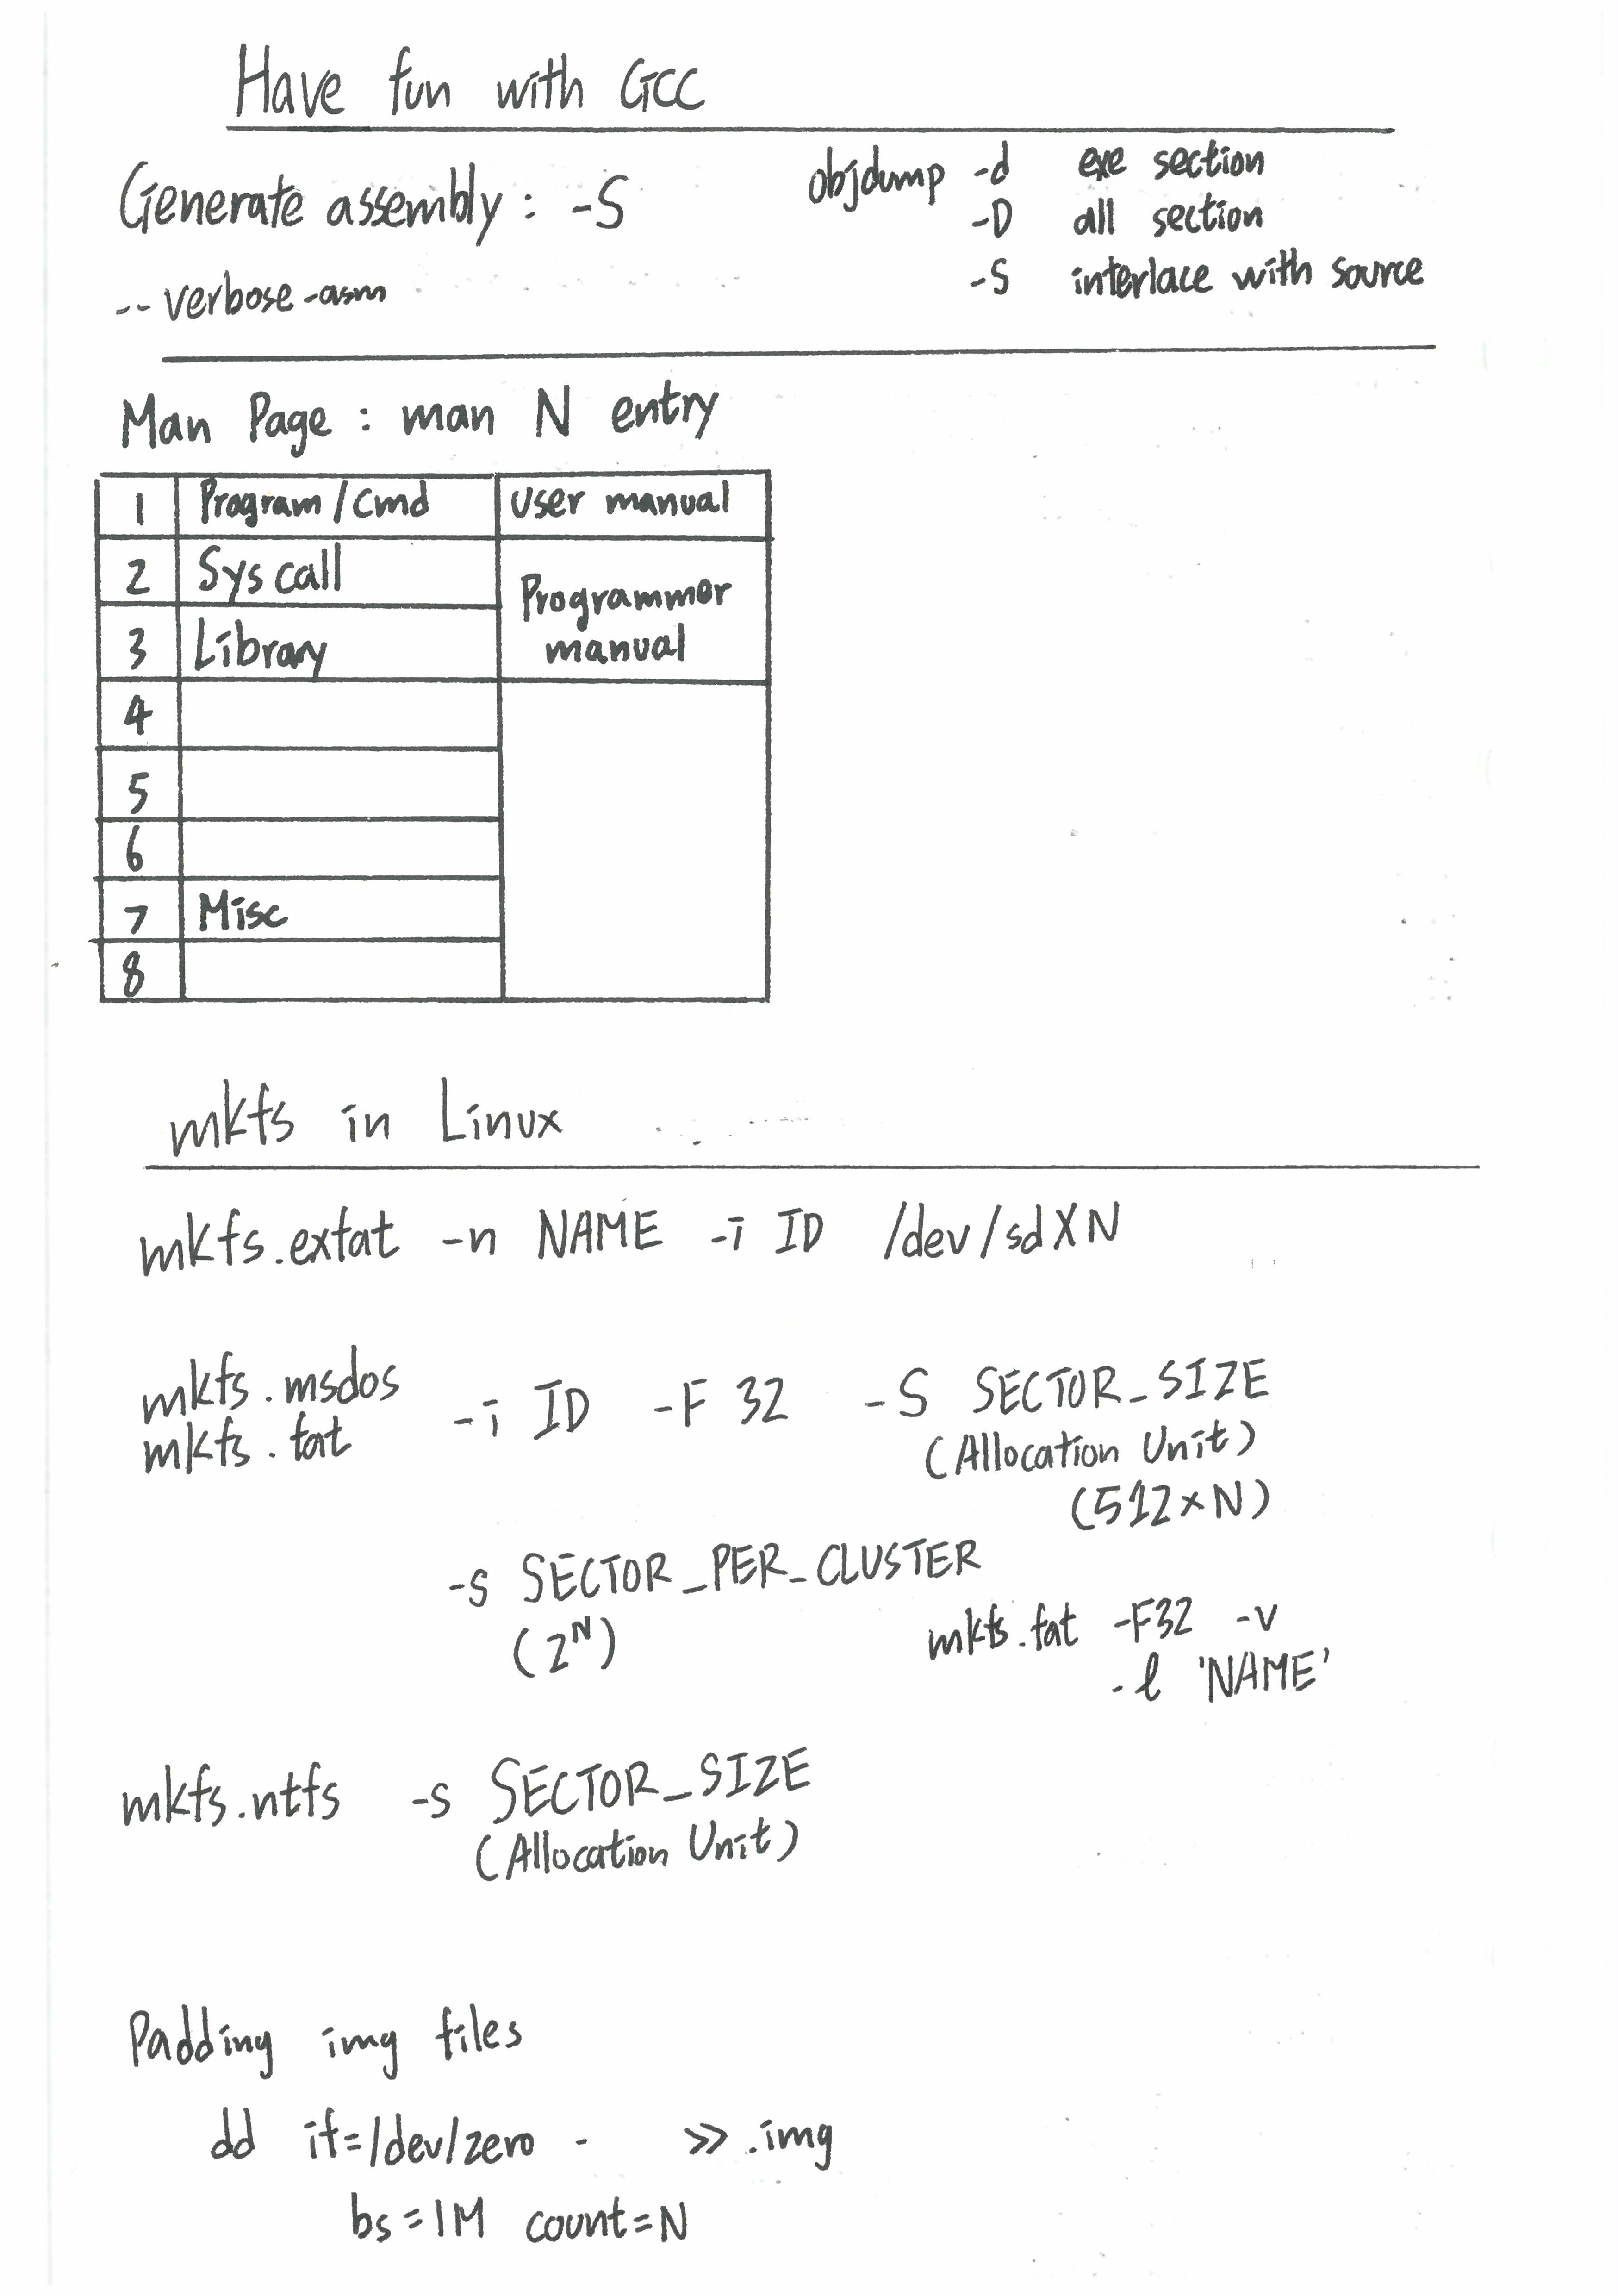 Have fun with GCC
Generate assembly : -S
--verbose-asm
objdump -d exe section
-D all section
-S interlace with source
Man Page : man N entry
1 Program/Cmd User manual
2 Syscall Programmer
3 Library manual
4
5
6
7 Misc
8
mkfs in Linux
mkfs.exfat -n NAME -i ID /dev/sdXN
mkfs.msdos
mkfs.fat
-i ID -F 32 -S SECTOR_SIZE
(Allocation Unit)
(512×N)
-s SECTOR_PER_CLUSTER
(2^N)
mkfs.fat -F32 -v
-l 'NAME'
mkfs.ntfs -s SECTOR_SIZE
(Allocation Unit)
Padding img files
dd if=/dev/zero - >> .img
bs=1M count=N